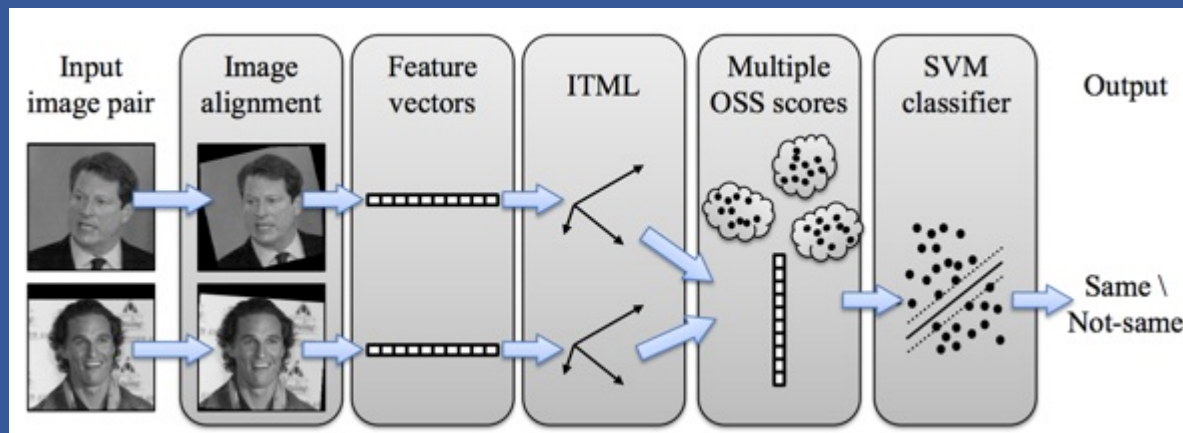 Input
image pair
Image
alignment
Feature
vectors
ITML
Multiple
OSS scores
SVM
classifier
Output
Same \
Not-same